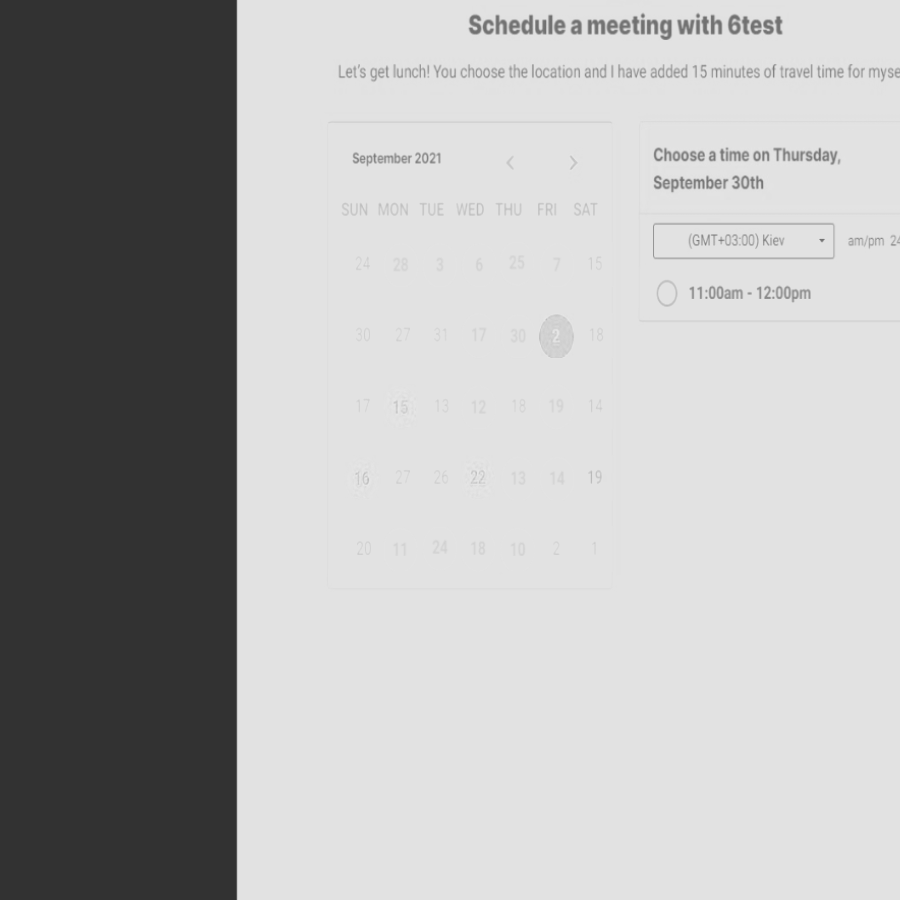 Schedule a meeting with 6test
Let's get lunch! You choose the location and I have added 15 minutes of travel time for myse
September 2021
SUN MON TUE WED THU FRI SAT
24 28 3 6 25 7 15
30 27 31 17 30 2 18
17 15 13 12 18 19 14
16 27 26 22 13 14 19
20 11 24 18 10 2 1
Choose a time on Thursday,
September 30th
(GMT+03:00) Kiev am/pm 24
11:00am - 12:00pm